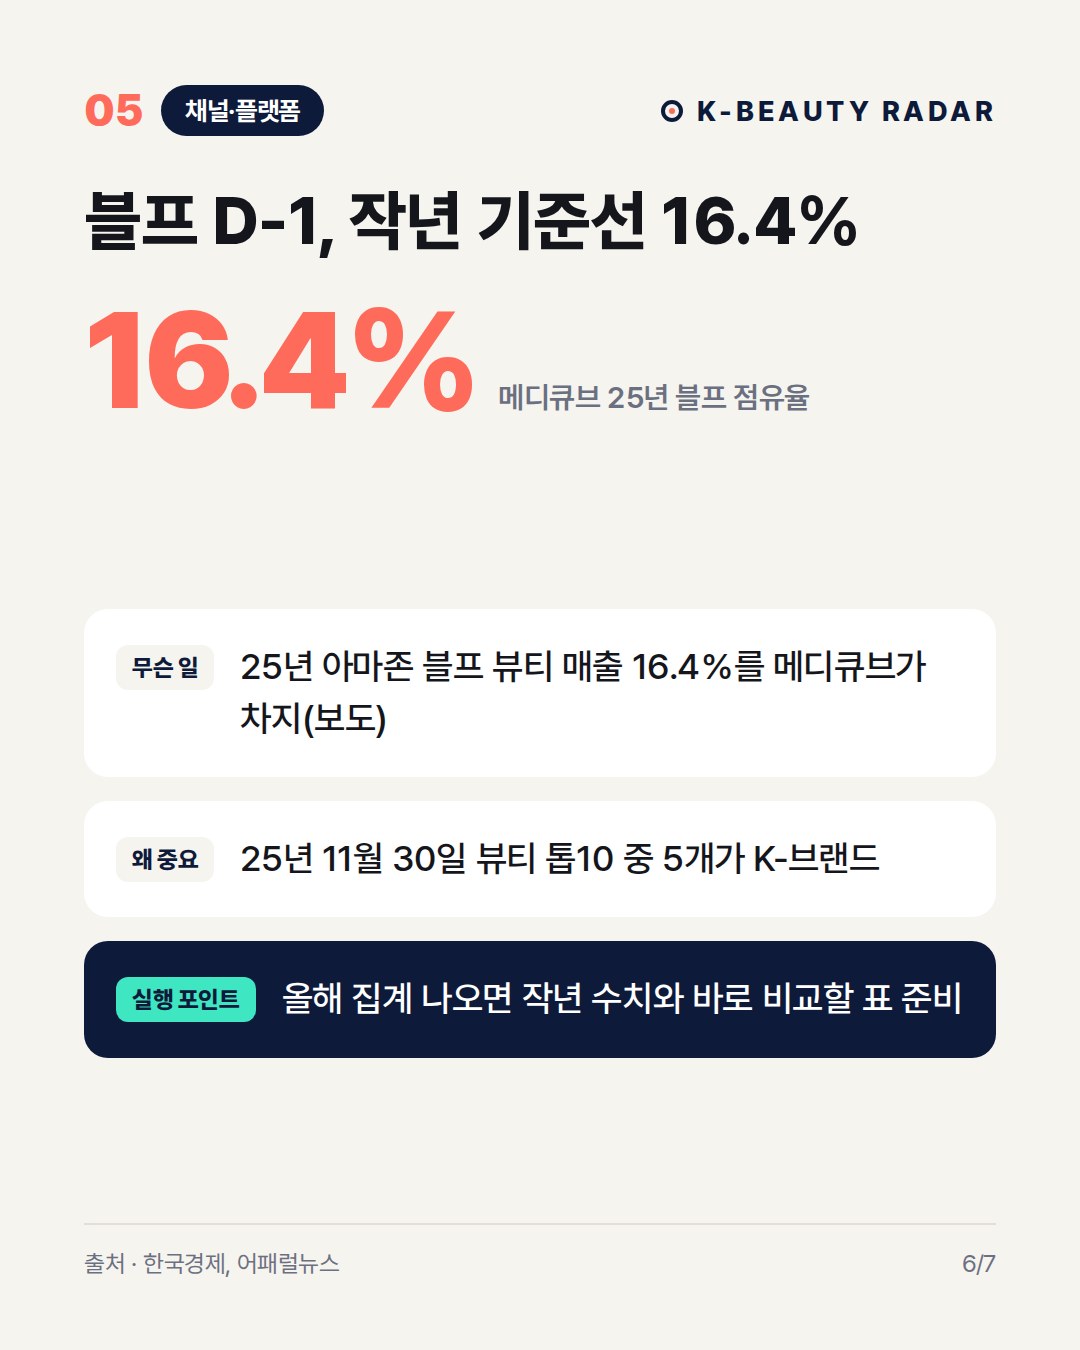 05 채널·플랫폼
K-BEAUTY RADAR
블프 D-1, 작년 기준선 16.4%
16.4% 메디큐브 25년 블프 점유율
무슨 일 25년 아마존 블프 뷰티 매출 16.4%를 메디큐브가
차지(보도)
왜 중요 25년 11월 30일 뷰티 톱10 중 5개가 K-브랜드
실행 포인트 올해 집계 나오면 작년 수치와 바로 비교할 표 준비
출처 · 한국경제, 어패럴뉴스
6/7